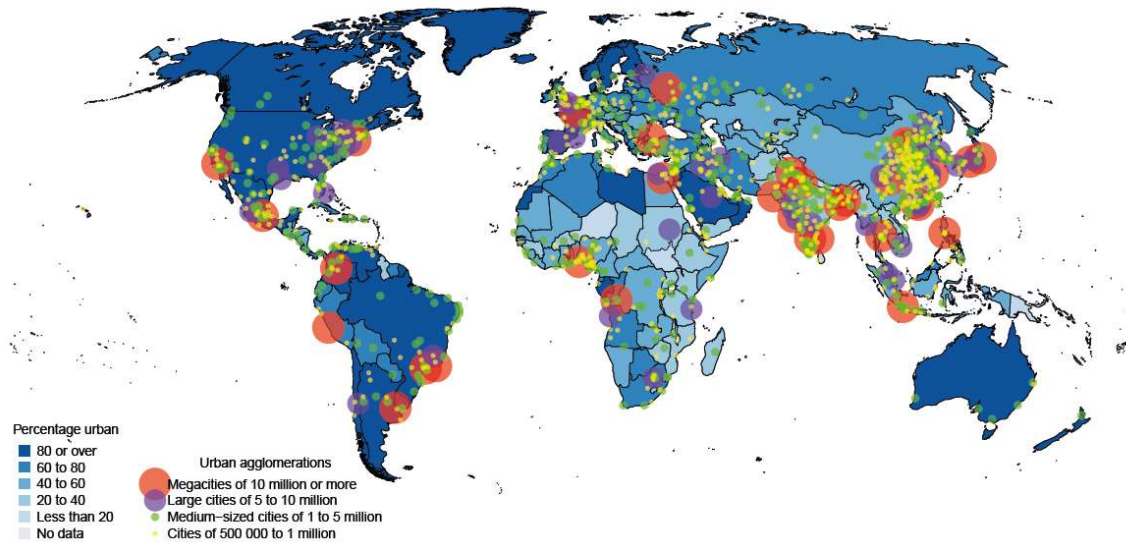 Percentage urban
80 or over
60 to 80
40 to 60
20 to 40
Less than 20
No data
Urban agglomerations
Megacities of 10 million or more
Large cities of 5 to 10 million
Medium−sized cities of 1 to 5 million
Cities of 500 000 to 1 million